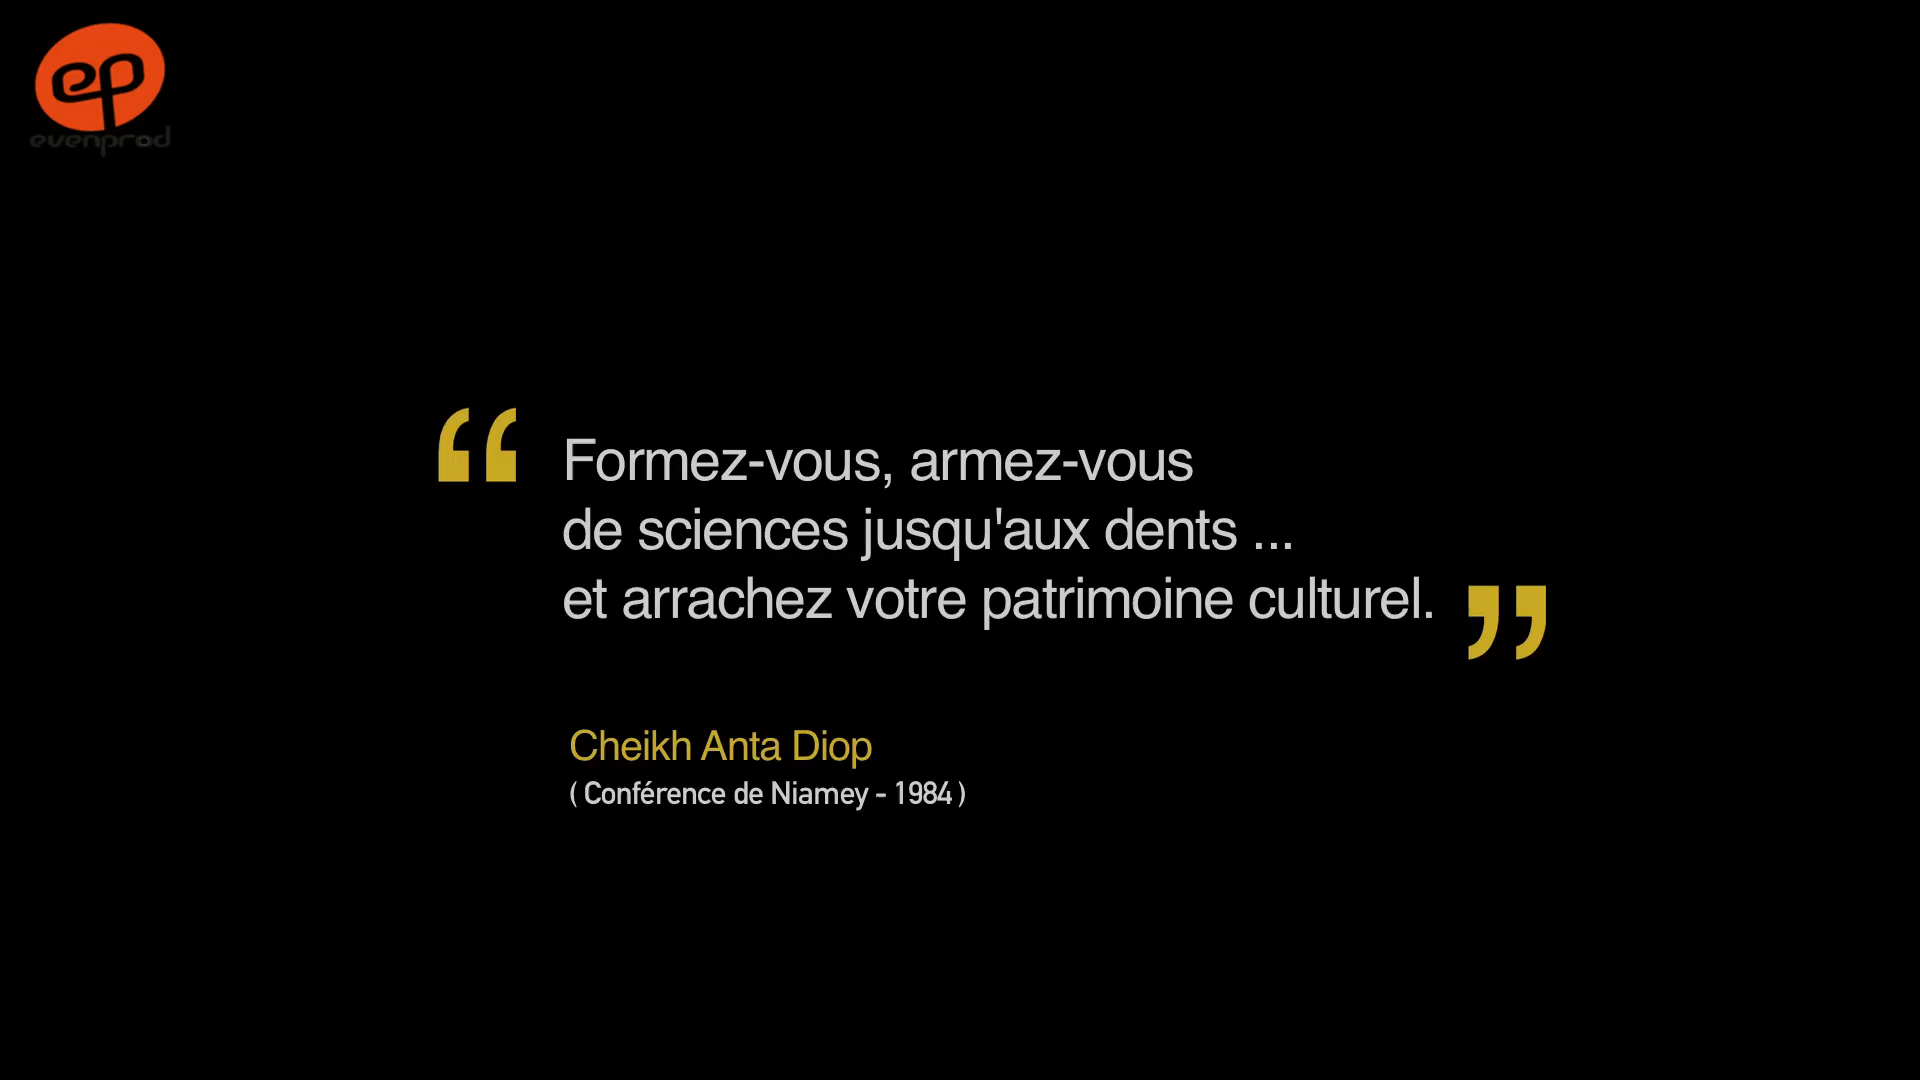 ep
evenprod
“ Formez-vous, armez-vous
de sciences jusqu'aux dents ...
et arrachez votre patrimoine culturel. ”
Cheikh Anta Diop
( Conférence de Niamey - 1984 )